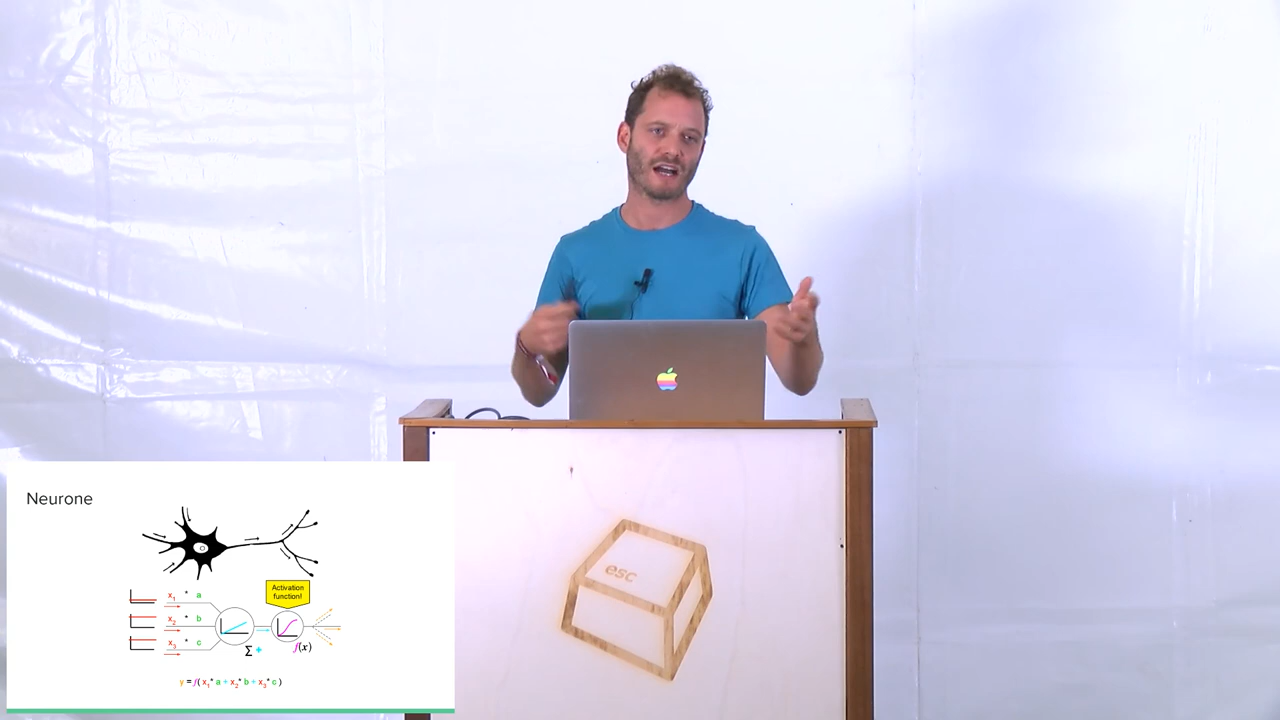 esc
Neurone
Activation
function!
x₁ * a
x₂ * b
x₃ * c
Σ +
f(x)
y = f( x₁* a + x₂* b + x₃* c )